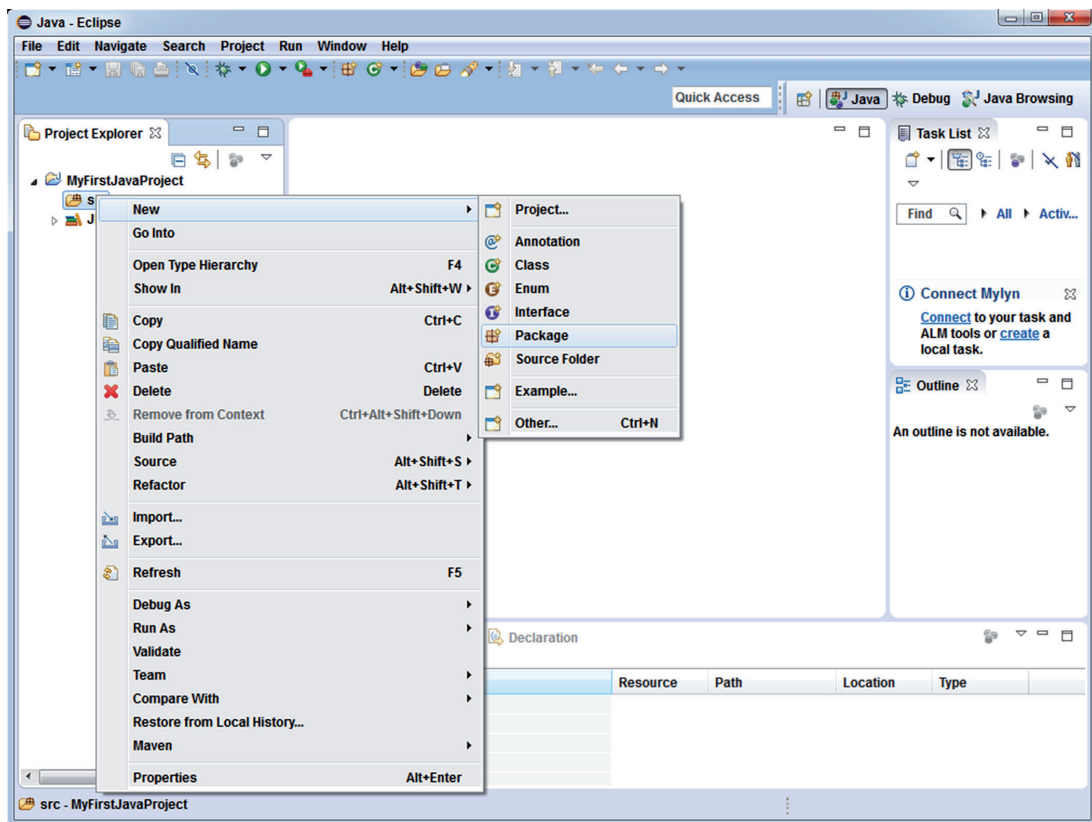 Java - Eclipse
File Edit Navigate Search Project Run Window Help
Quick Access
Java Debug Java Browsing
Project Explorer
MyFirstJavaProject
s
J
New
Go Into
Open Type Hierarchy F4
Show In Alt+Shift+W
Copy Ctrl+C
Copy Qualified Name
Paste Ctrl+V
Delete Delete
Remove from Context Ctrl+Alt+Shift+Down
Build Path
Source Alt+Shift+S
Refactor Alt+Shift+T
Import...
Export...
Refresh F5
Debug As
Run As
Validate
Team
Compare With
Restore from Local History...
Maven
Properties Alt+Enter
Project...
Annotation
Class
Enum
Interface
Package
Source Folder
Example...
Other... Ctrl+N
Task List
Find All Activ...
Connect Mylyn
Connect to your task and
ALM tools or create a
local task.
Outline
An outline is not available.
Declaration
Resource Path Location Type
src - MyFirstJavaProject